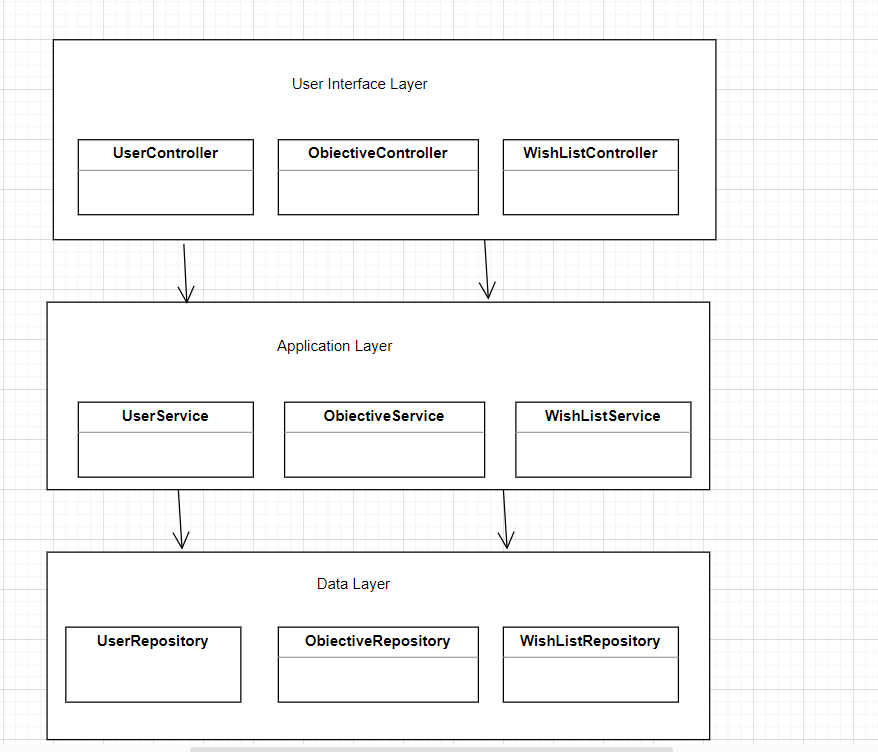 User Interface Layer
UserController
ObiectiveController
WishListController
Application Layer
UserService
ObiectiveService
WishListService
Data Layer
UserRepository
ObiectiveRepository
WishListRepository